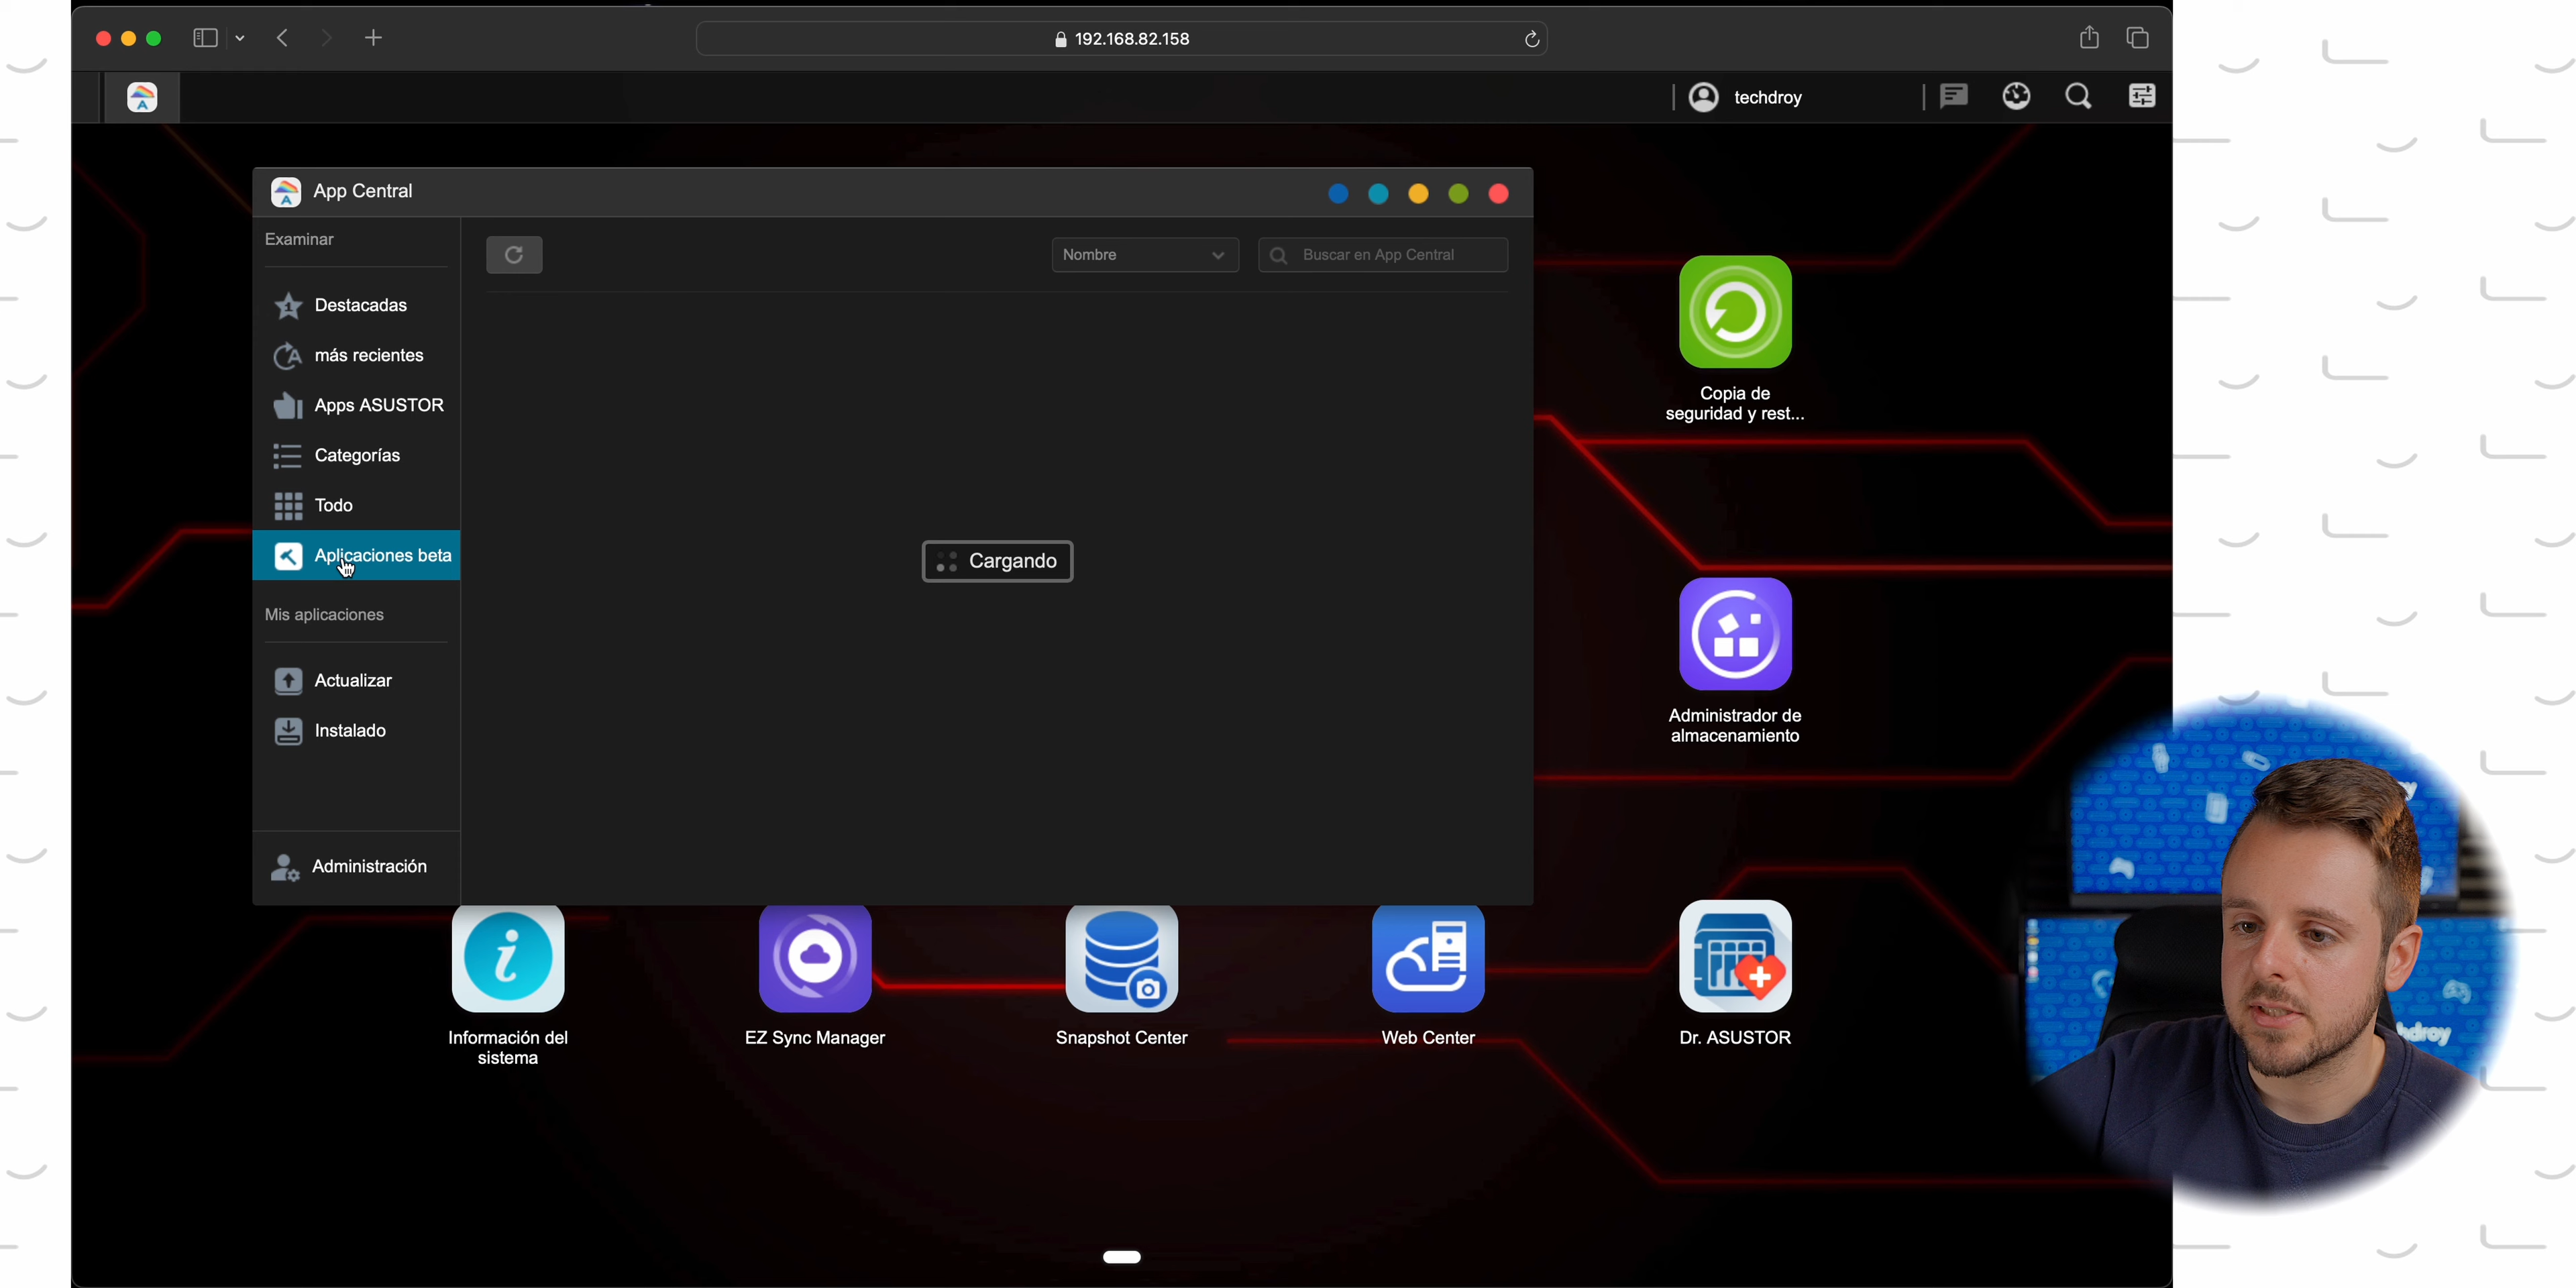 192.168.82.158
techdroy
App Central
Examinar
Nombre
Buscar en App Central
Destacadas
más recientes
Apps ASUSTOR
Categorías
Todo
Aplicaciones beta
Cargando
Mis aplicaciones
Actualizar
Instalado
Administración
Copia de
seguridad y rest...
Administrador de
almacenamiento
Información del
sistema
EZ Sync Manager
Snapshot Center
Web Center
Dr. ASUSTOR